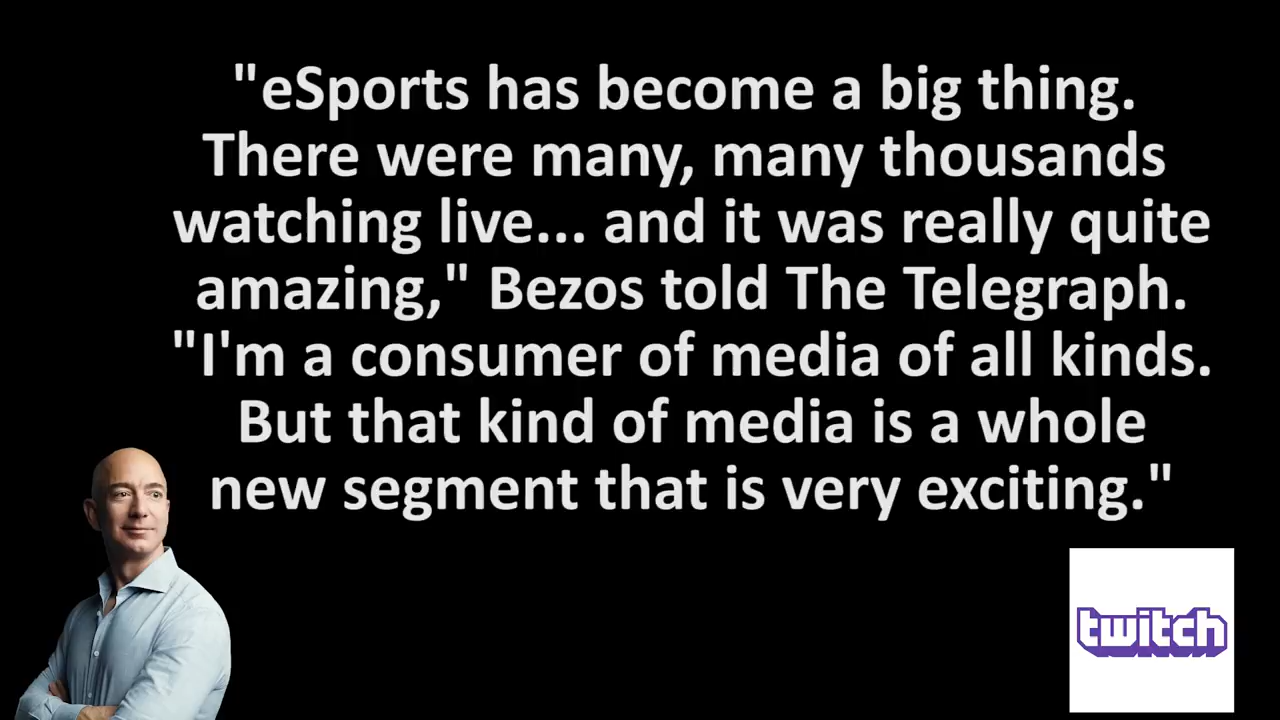 "eSports has become a big thing.
There were many, many thousands
watching live... and it was really quite
amazing," Bezos told The Telegraph.
"I'm a consumer of media of all kinds.
But that kind of media is a whole
new segment that is very exciting."
twitch